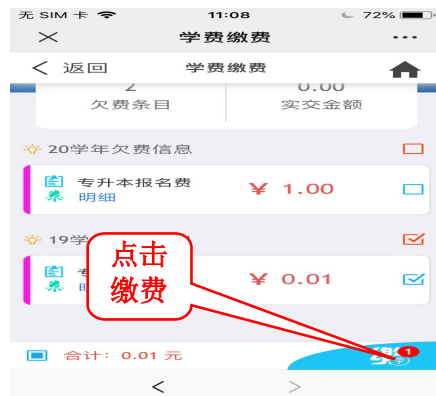 无 SIM 卡 11:08 72%
学费缴费
返回 学费缴费
2 0.00
欠费条目 实交金额
20学年欠费信息
专升本报名费 ¥ 1.00
明细
19学
点击
缴费
¥ 0.01
合计：0.01 元
1